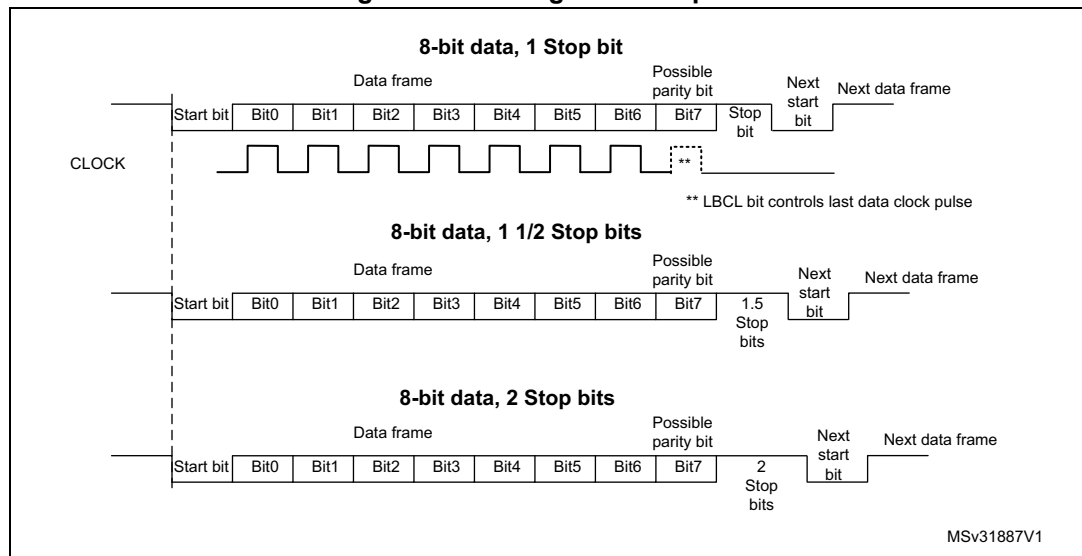 8-bit data, 1 Stop bit
Data frame
Possible
parity bit
Next
start
bit
Next data frame
Start bit Bit0 Bit1 Bit2 Bit3 Bit4 Bit5 Bit6 Bit7 Stop
bit
CLOCK
**
** LBCL bit controls last data clock pulse
8-bit data, 1 1/2 Stop bits
Data frame
Possible
parity bit
Next
start
bit
Next data frame
Start bit Bit0 Bit1 Bit2 Bit3 Bit4 Bit5 Bit6 Bit7 1.5
Stop
bits
8-bit data, 2 Stop bits
Data frame
Possible
parity bit
Next
start
bit
Next data frame
Start bit Bit0 Bit1 Bit2 Bit3 Bit4 Bit5 Bit6 Bit7 2
Stop
bits
MSv31887V1